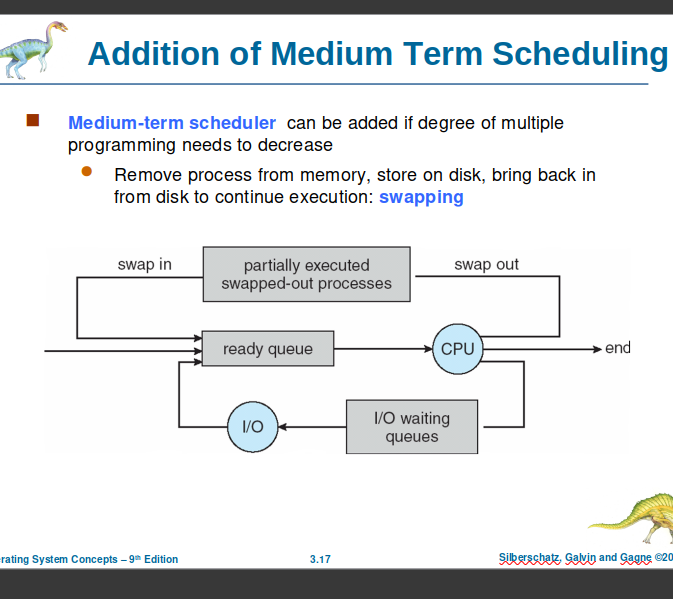 Addition of Medium Term Scheduling
Medium-term scheduler can be added if degree of multiple
programming needs to decrease
Remove process from memory, store on disk, bring back in
from disk to continue execution: swapping
swap in
partially executed
swapped-out processes
swap out
ready queue
CPU
end
I/O
I/O waiting
queues
System Concepts – 9th Edition
3.17
Silberschatz, Galvin and Gagne